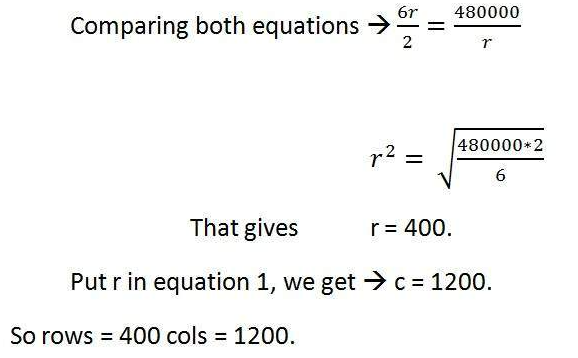 Comparing both equations → 6r/2 = 480000/r
r² = √(480000*2/6)
That gives r = 400.
Put r in equation 1, we get → c = 1200.
So rows = 400 cols = 1200.